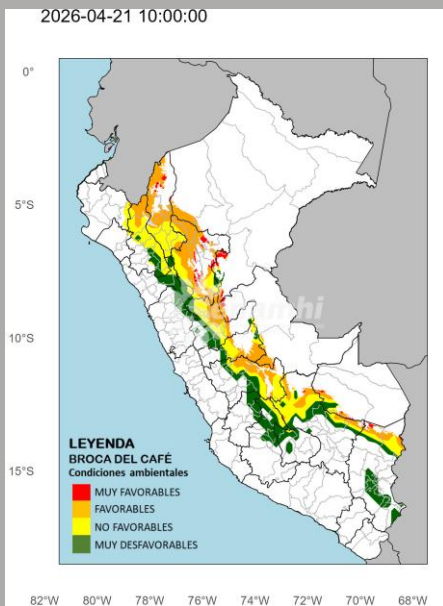 2026-04-21 10:00:00
0°
5°S
10°S
15°S
senamhi
LEYENDA
BROCA DEL CAFÉ
Condiciones ambientales
MUY FAVORABLES
FAVORABLES
NO FAVORABLES
MUY DESFAVORABLES
82°W 80°W 78°W 76°W 74°W 72°W 70°W 68°W